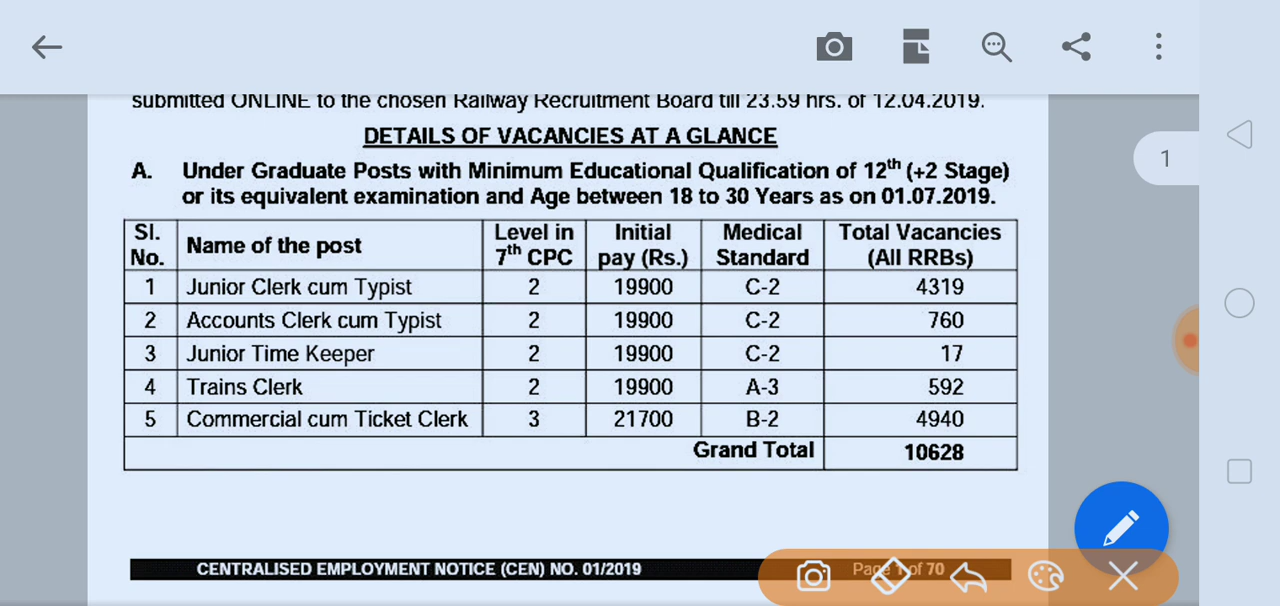 submitted ONLINE to the chosen Railway Recruitment Board till 23.59 hrs. of 12.04.2019.
DETAILS OF VACANCIES AT A GLANCE
1
A. Under Graduate Posts with Minimum Educational Qualification of 12th (+2 Stage)
or its equivalent examination and Age between 18 to 30 Years as on 01.07.2019.
Sl. No. Name of the post Level in 7th CPC Initial pay (Rs.) Medical Standard Total Vacancies (All RRBs)
1 Junior Clerk cum Typist 2 19900 C-2 4319
2 Accounts Clerk cum Typist 2 19900 C-2 760
3 Junior Time Keeper 2 19900 C-2 17
4 Trains Clerk 2 19900 A-3 592
5 Commercial cum Ticket Clerk 3 21700 B-2 4940
Grand Total 10628
CENTRALISED EMPLOYMENT NOTICE (CEN) NO. 01/2019 Page 1 of 70